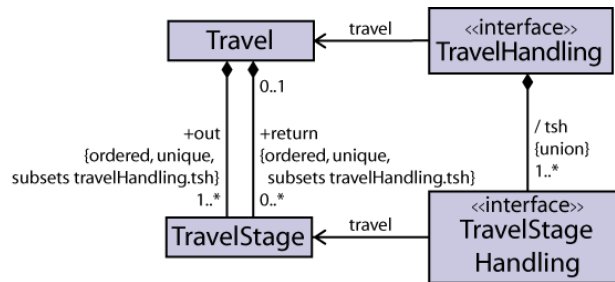 Travel
travel
<<interface>>
TravelHandling
0..1
+out
{ordered, unique,
subsets travelHandling.tsh}
1..*
+return
{ordered, unique,
subsets travelHandling.tsh}
0..*
/ tsh
{union}
1..*
TravelStage
travel
<<interface>>
TravelStage
Handling